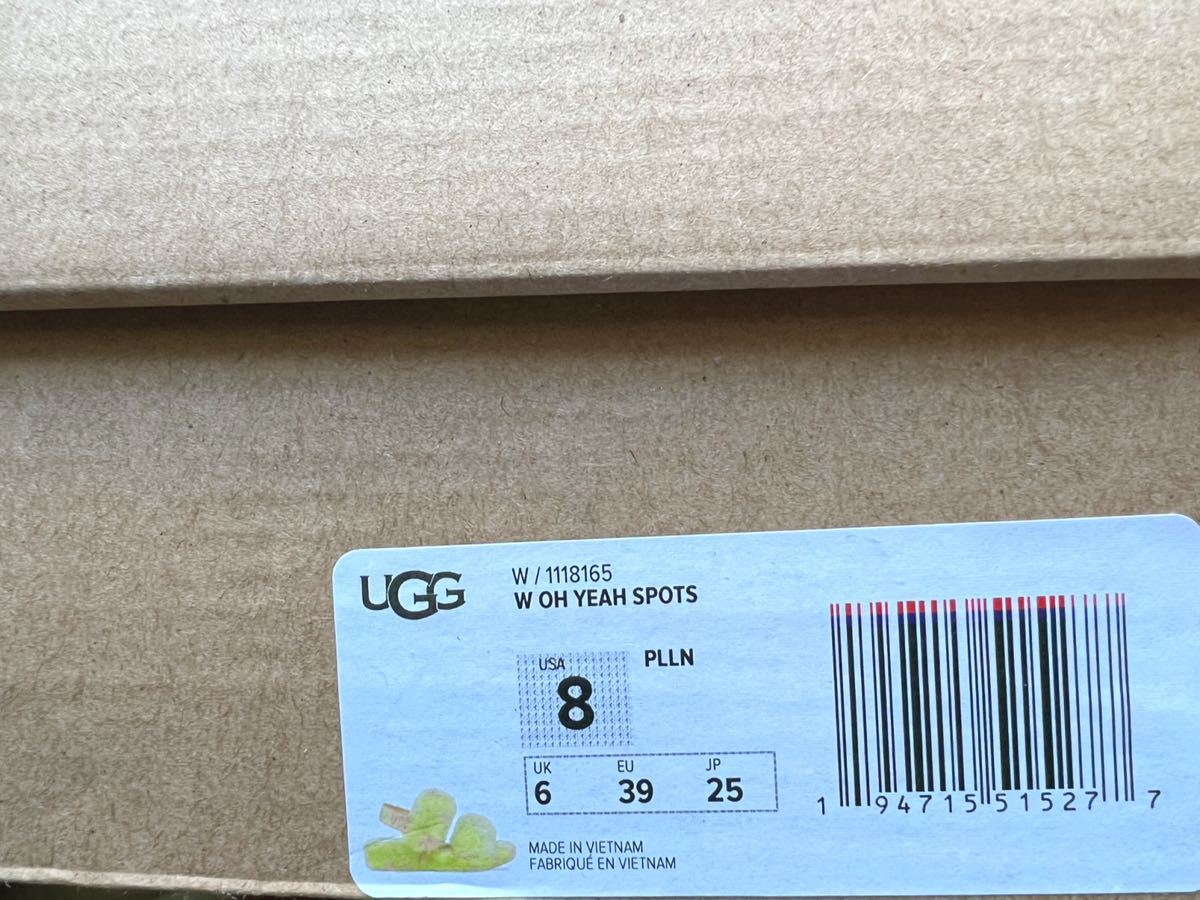 UGG
W / 1118165
W OH YEAH SPOTS
USA
8
PLLN
UK EU JP
6 39 25
MADE IN VIETNAM
FABRIQUÉ EN VIETNAM
1 94715 51527 7